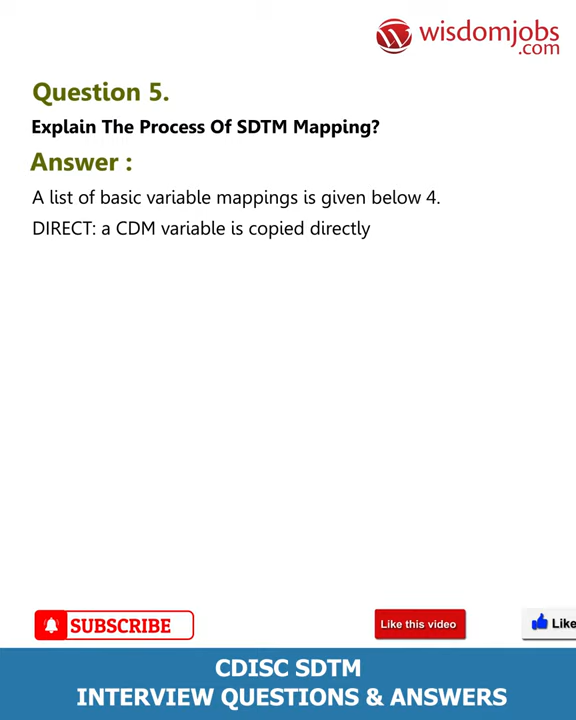 wisdomjobs
.com
Question 5.
Explain The Process Of SDTM Mapping?
Answer :
A list of basic variable mappings is given below 4.
DIRECT: a CDM variable is copied directly
SUBSCRIBE
Like this video
Like
CDISC SDTM
INTERVIEW QUESTIONS & ANSWERS